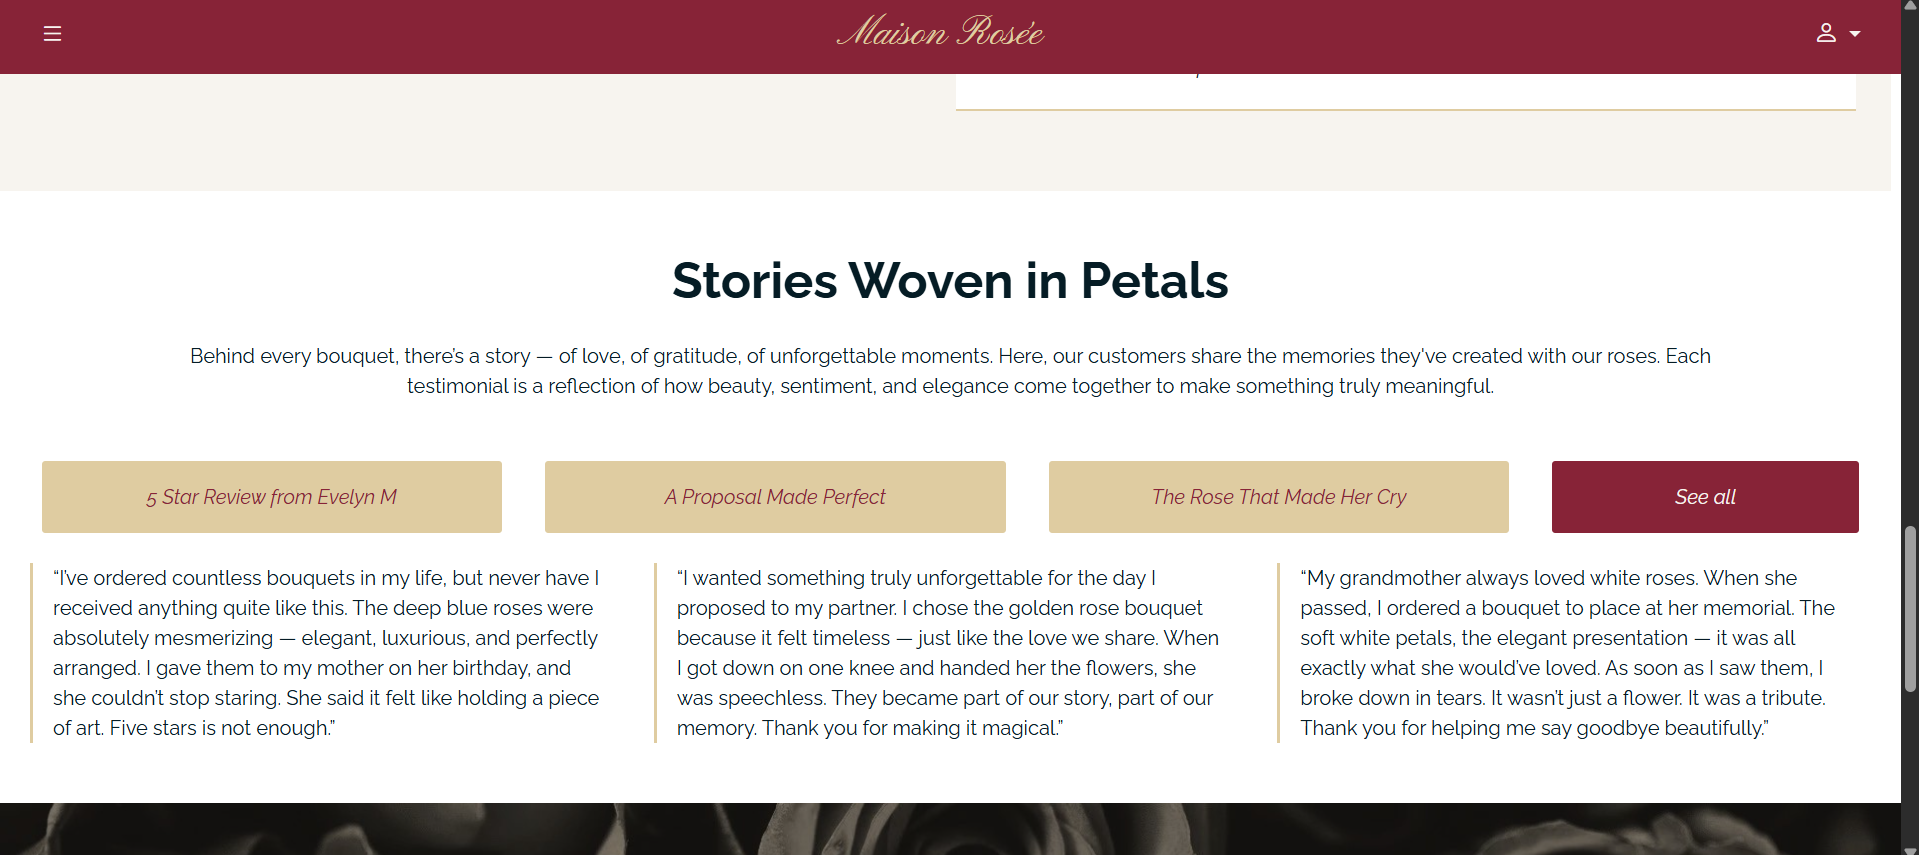 Maison Rosée
Stories Woven in Petals
Behind every bouquet, there's a story — of love, of gratitude, of unforgettable moments. Here, our customers share the memories they've created with our roses. Each
testimonial is a reflection of how beauty, sentiment, and elegance come together to make something truly meaningful.
5 Star Review from Evelyn M
A Proposal Made Perfect
The Rose That Made Her Cry
See all
“I've ordered countless bouquets in my life, but never have I
received anything quite like this. The deep blue roses were
absolutely mesmerizing — elegant, luxurious, and perfectly
arranged. I gave them to my mother on her birthday, and
she couldn't stop staring. She said it felt like holding a piece
of art. Five stars is not enough.”
“I wanted something truly unforgettable for the day I
proposed to my partner. I chose the golden rose bouquet
because it felt timeless — just like the love we share. When
I got down on one knee and handed her the flowers, she
was speechless. They became part of our story, part of our
memory. Thank you for making it magical.”
“My grandmother always loved white roses. When she
passed, I ordered a bouquet to place at her memorial. The
soft white petals, the elegant presentation — it was all
exactly what she would've loved. As soon as I saw them, I
broke down in tears. It wasn't just a flower. It was a tribute.
Thank you for helping me say goodbye beautifully.”